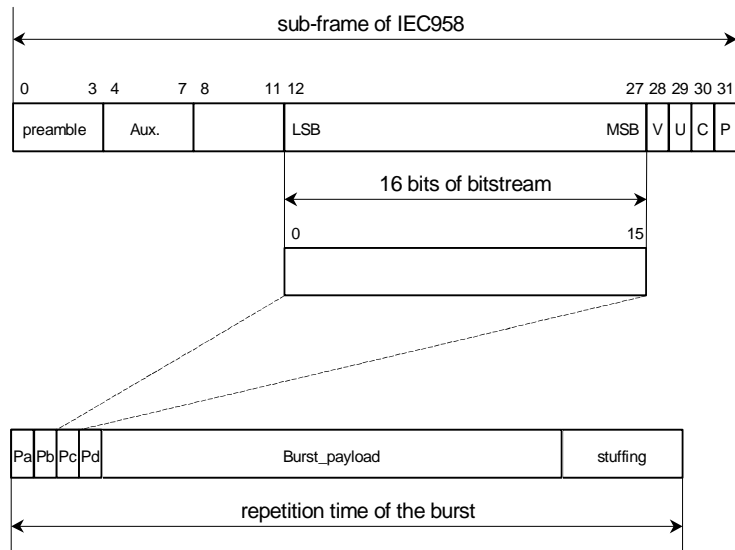 sub-frame of IEC958
0 3 4 7 8 11 12 27 28 29 30 31
preamble Aux. LSB MSB V U C P
16 bits of bitstream
0 15
Pa Pb Pc Pd Burst_payload stuffing
repetition time of the burst